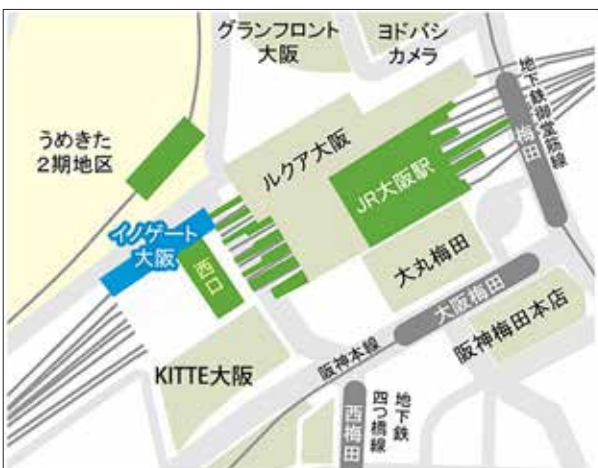 グランフロント
大阪
ヨドバシ
カメラ
地下鉄御堂筋線
梅田
うめきた
2期地区
ルクア大阪
JR大阪駅
イノゲート
大阪
西口
大丸梅田
大阪梅田
阪神梅田本店
KITTE大阪
阪神本線
西梅田
地下鉄
四つ橋線